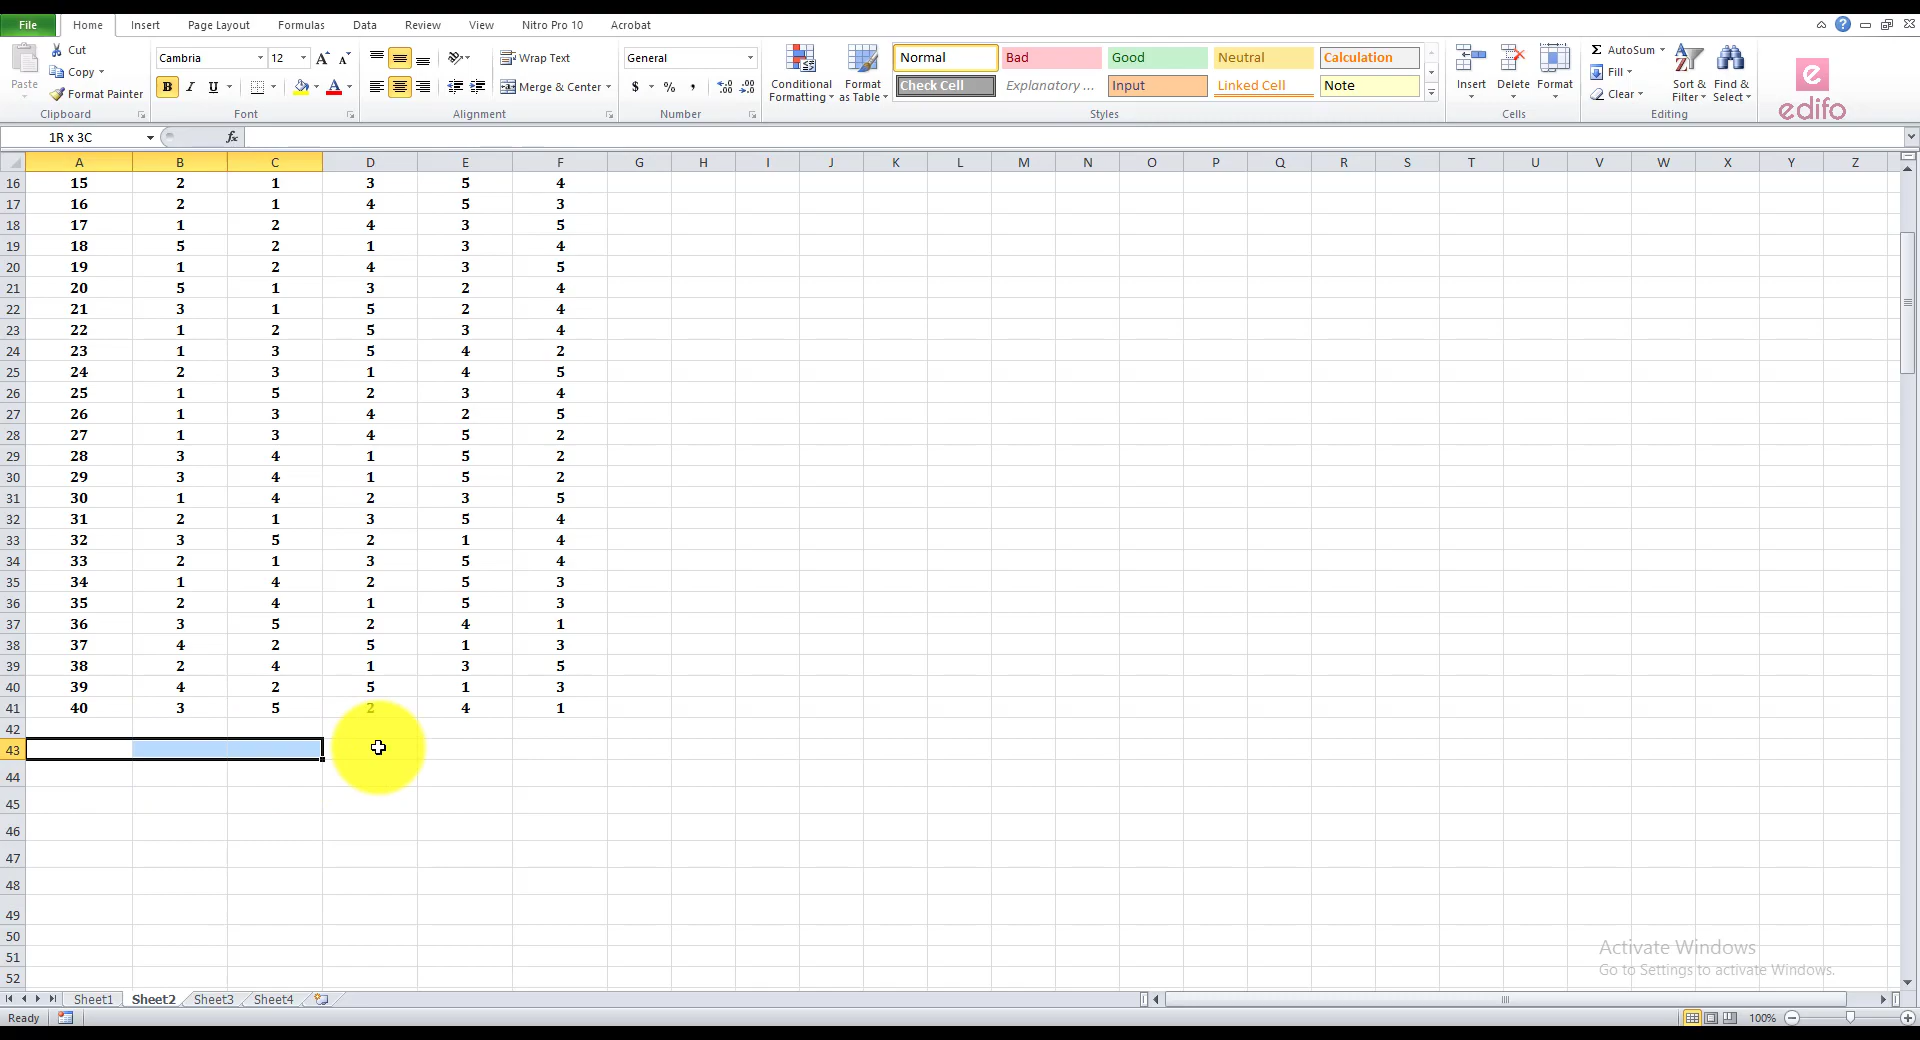 File Home Insert Page Layout Formulas Data Review View Nitro Pro 10 Acrobat
Paste Cut Copy Format Painter Clipboard
Cambria 12 A A B I U A Font
Wrap Text Merge & Center Alignment
General $ % , .00 .0 Number
Conditional Formatting Format as Table Normal Bad Good Neutral Calculation
Check Cell Explanatory ... Input Linked Cell Note Styles
Insert Delete Format Cells
Σ AutoSum Fill Clear Sort & Filter Find & Select Editing
e
edifo
1R x 3C fx
A B C D E F G H I J K L M N O P Q R S T U V W X Y Z
16 15 2 1 3 5 4
17 16 2 1 4 5 3
18 17 1 2 4 3 5
19 18 5 2 1 3 4
20 19 1 2 4 3 5
21 20 5 1 3 2 4
22 21 3 1 5 2 4
23 22 1 2 5 3 4
24 23 1 3 5 4 2
25 24 2 3 1 4 5
26 25 1 5 2 3 4
27 26 1 3 4 2 5
28 27 1 3 4 5 2
29 28 3 4 1 5 2
30 29 3 4 1 5 2
31 30 1 4 2 3 5
32 31 2 1 3 5 4
33 32 3 5 2 1 4
34 33 2 1 3 5 4
35 34 1 4 2 5 3
36 35 2 4 1 5 3
37 36 3 5 2 4 1
38 37 4 2 5 1 3
39 38 2 4 1 3 5
40 39 4 2 5 1 3
41 40 3 5 2 4 1
42
43
44
45
46
47
48
49
50
51
52
Activate Windows
Go to Settings to activate Windows.
Sheet1 Sheet2 Sheet3 Sheet4
Ready 100%